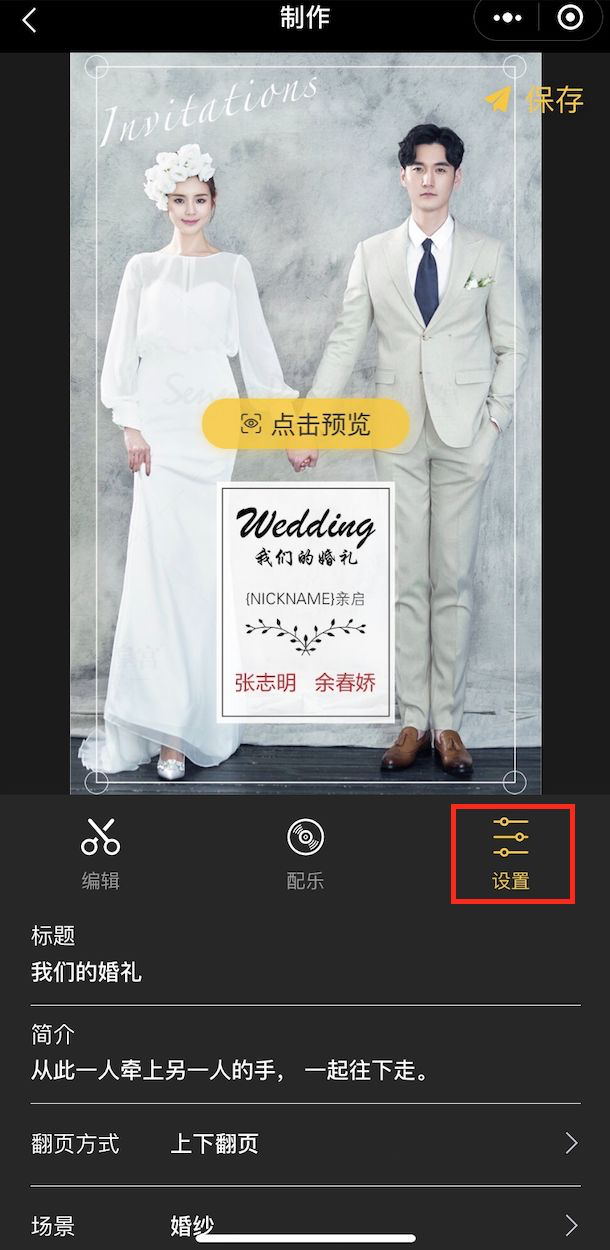 制作
Invitations
保存
点击预览
Wedding
我们的婚礼
{NICKNAME}亲启
张志明 余春娇
编辑 配乐 设置
标题
我们的婚礼
简介
从此一人牵上另一人的手， 一起往下走。
翻页方式 上下翻页
场景 婚纱